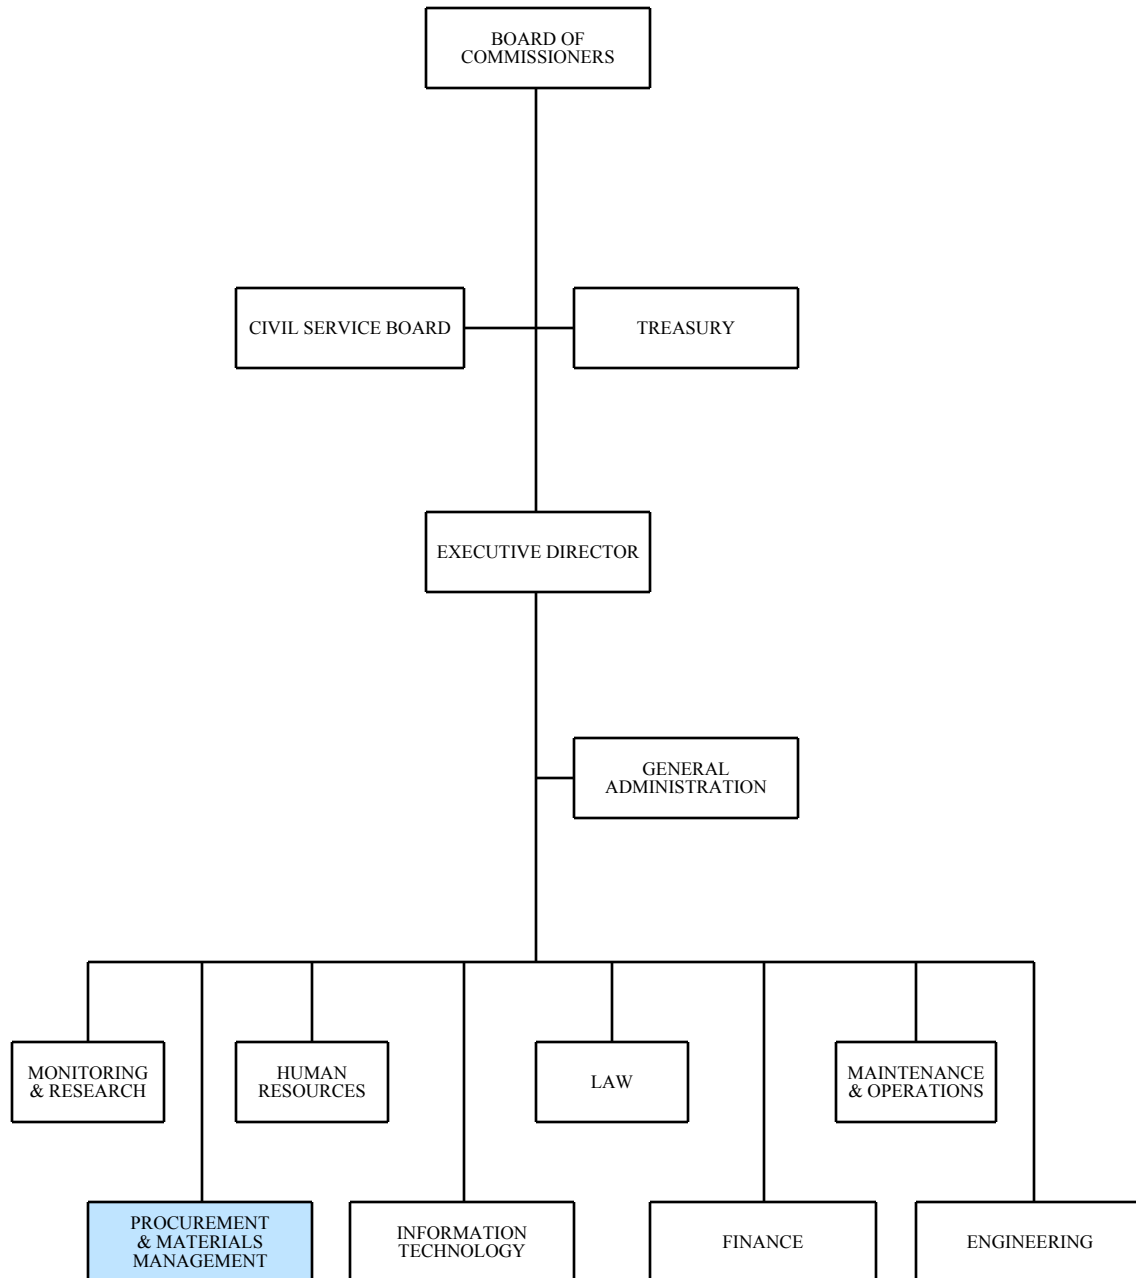 BOARD OF
COMMISSIONERS
CIVIL SERVICE BOARD
TREASURY
EXECUTIVE DIRECTOR
GENERAL
ADMINISTRATION
MONITORING
& RESEARCH
HUMAN
RESOURCES
LAW
MAINTENANCE
& OPERATIONS
PROCUREMENT
& MATERIALS
MANAGEMENT
INFORMATION
TECHNOLOGY
FINANCE
ENGINEERING